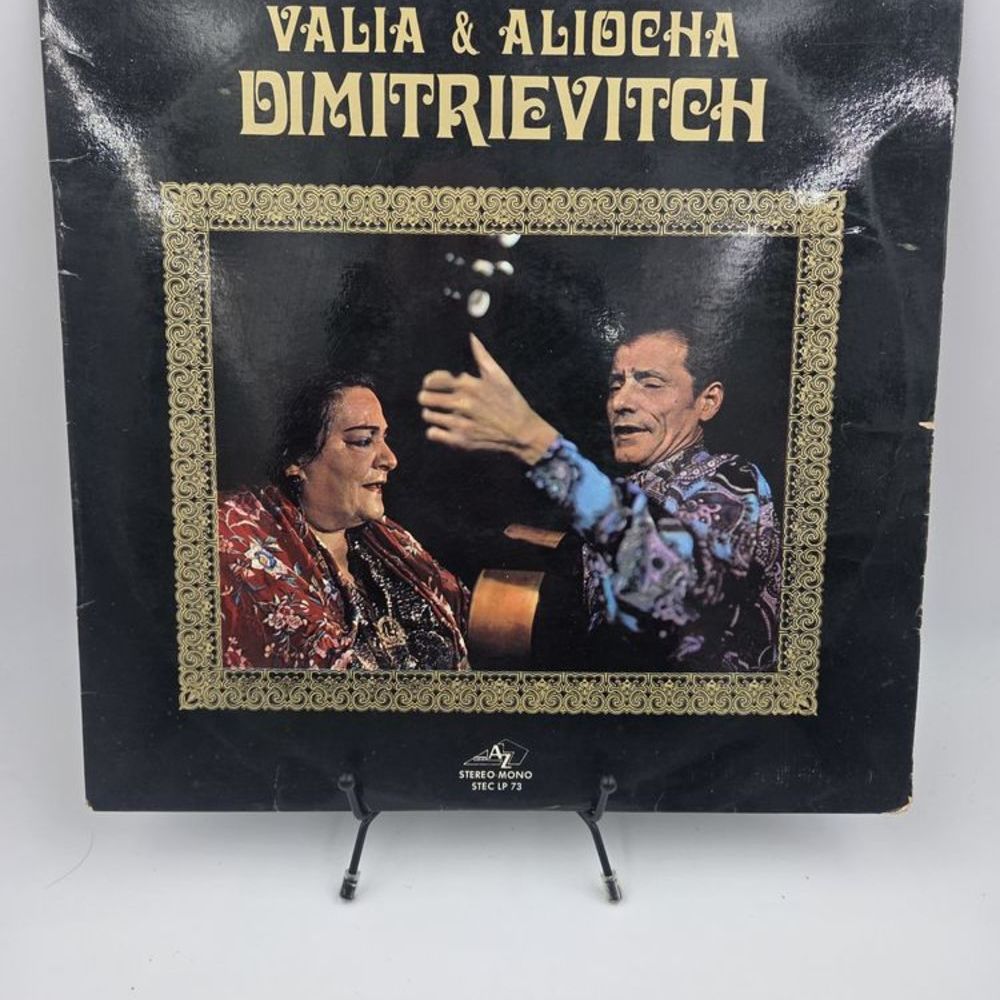 VALIA & ALIOCHA
DIMITRIEVITCH
AZ
STEREO-MONO
STEC LP 73